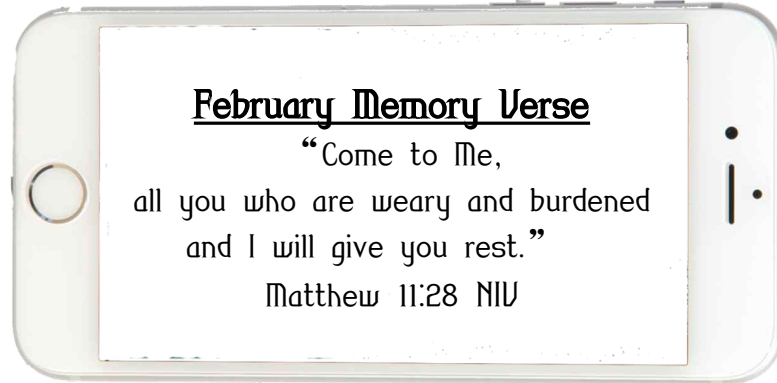 February Memory Verse
“Come to Me,
all you who are weary and burdened
and I will give you rest.”
Matthew 11:28 NIV